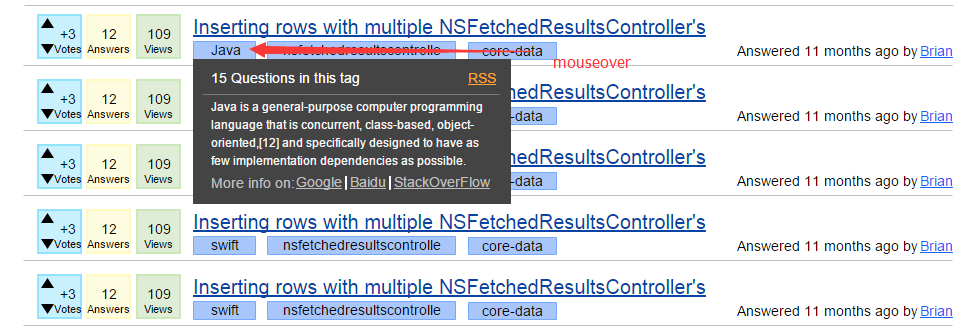 Inserting rows with multiple NSFetchedResultsController's
▲ +3 12 109
▼Votes Answers Views
Java nsfetchedresultscontrolle core-data Answered 11 months ago by Brian
mouseover
15 Questions in this tag RSS
Java is a general-purpose computer programming
language that is concurrent, class-based, object-
oriented,[12] and specifically designed to have as
few implementation dependencies as possible.
More info on:Google|Baidu|StackOverFlow
NSFetchedResultsController's
▲ +3 12 109
▼Votes Answers Views
core-data Answered 11 months ago by Brian
NSFetchedResultsController's
▲ +3 12 109
▼Votes Answers Views
core-data Answered 11 months ago by Brian
Inserting rows with multiple NSFetchedResultsController's
▲ +3 12 109
▼Votes Answers Views
swift nsfetchedresultscontrolle core-data Answered 11 months ago by Brian
Inserting rows with multiple NSFetchedResultsController's
▲ +3 12 109
▼Votes Answers Views
swift nsfetchedresultscontrolle core-data Answered 11 months ago by Brian